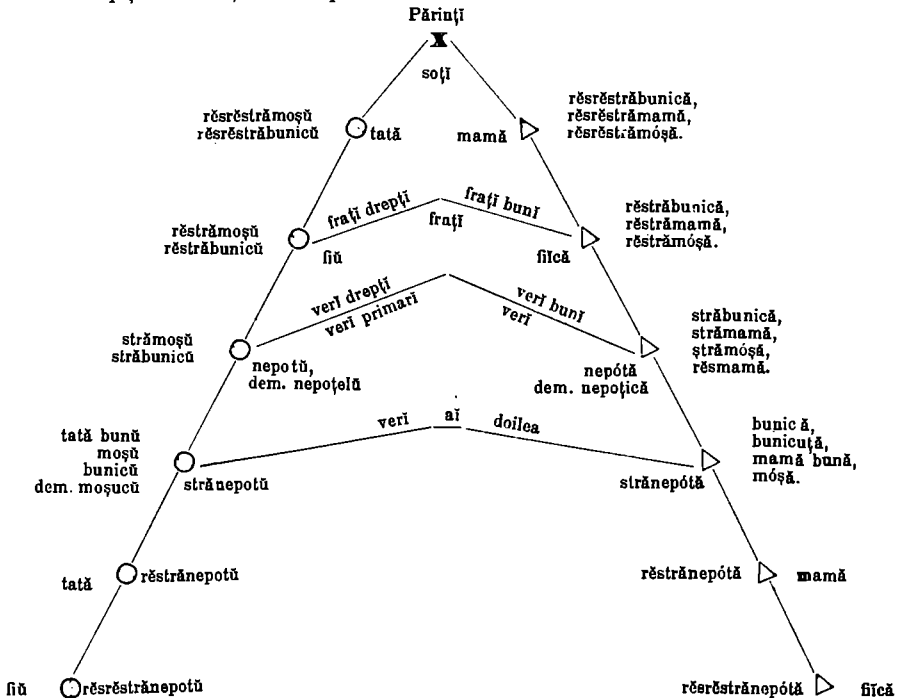 Părinţĭ
soţĭ
rĕsrĕstrămoşŭ
rĕsrĕstrăbunicŭ
tată
mamă
rĕsrĕstrăbunică,
rĕsrĕstrămamă,
rĕsrĕstrămóşă.
fraţĭ drepţĭ
fraţĭ bunĭ
fraţĭ
rĕstrămoşŭ
rĕstrăbunicŭ
fiŭ
fiĭcă
rĕstrăbunică,
rĕstrămamă,
rĕstrămóşă.
verĭ drepţĭ
verĭ primarĭ
verĭ bunĭ
verĭ
strămoşŭ
străbunicŭ
nepotŭ,
dem. nepoţelŭ
nepótă
dem. nepoţică
străbunică,
strămamă,
ştrămóşă,
rĕsmamă.
verĭ aĭ doilea
tată bunŭ
moşŭ
bunicŭ
dem. moşucŭ
strănepotŭ
strănepótă
bunică,
bunicuţă,
mamă bună,
móşă.
tată
rĕstrănepotŭ
rĕstrănepótă
mamă
fiŭ
rĕsrĕstrănepotŭ
rĕsrĕstrănepótă
fiĭcă